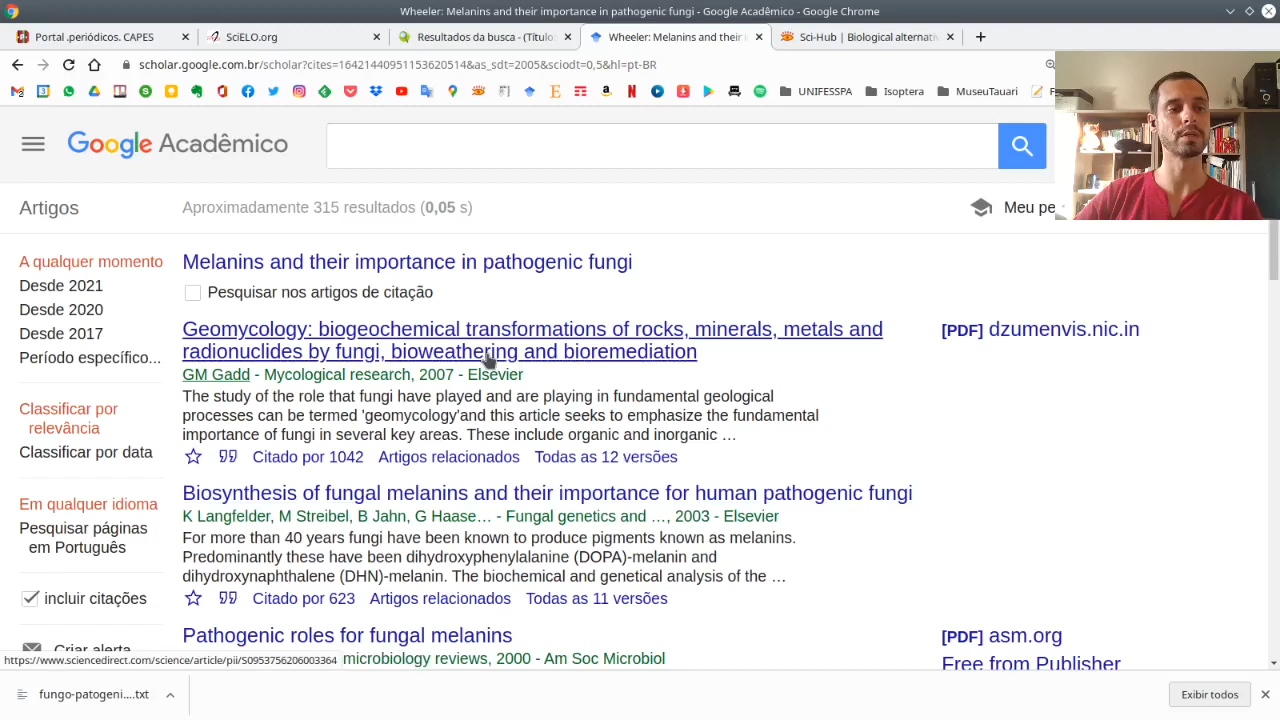 Wheeler: Melanins and their importance in pathogenic fungi - Google Acadêmico - Google Chrome
Portal .periódicos. CAPES
SciELO.org
Resultados da busca - (Título:
Wheeler: Melanins and their i
Sci-Hub | Biological alternativ
scholar.google.com.br/scholar?cites=16421440951153620514&as_sdt=2005&sciodt=0,5&hl=pt-BR
UNIFESSPA
Isoptera
MuseuTauari
Google Acadêmico
Artigos
Aproximadamente 315 resultados (0,05 s)
Meu pe
A qualquer momento
Desde 2021
Desde 2020
Desde 2017
Período específico...
Classificar por
relevância
Classificar por data
Em qualquer idioma
Pesquisar páginas
em Português
incluir citações
Criar alerta
Melanins and their importance in pathogenic fungi
Pesquisar nos artigos de citação
Geomycology: biogeochemical transformations of rocks, minerals, metals and
radionuclides by fungi, bioweathering and bioremediation
GM Gadd - Mycological research, 2007 - Elsevier
The study of the role that fungi have played and are playing in fundamental geological
processes can be termed 'geomycology'and this article seeks to emphasize the fundamental
importance of fungi in several key areas. These include organic and inorganic …
Citado por 1042 Artigos relacionados Todas as 12 versões
[PDF] dzumenvis.nic.in
Biosynthesis of fungal melanins and their importance for human pathogenic fungi
K Langfelder, M Streibel, B Jahn, G Haase… - Fungal genetics and …, 2003 - Elsevier
For more than 40 years fungi have been known to produce pigments known as melanins.
Predominantly these have been dihydroxyphenylalanine (DOPA)-melanin and
dihydroxynaphthalene (DHN)-melanin. The biochemical and genetical analysis of the …
Citado por 623 Artigos relacionados Todas as 11 versões
Pathogenic roles for fungal melanins
microbiology reviews, 2000 - Am Soc Microbiol
[PDF] asm.org
Free from Publisher
https://www.sciencedirect.com/science/article/pii/S0953756206003364
fungo-patogeni....txt
Exibir todos